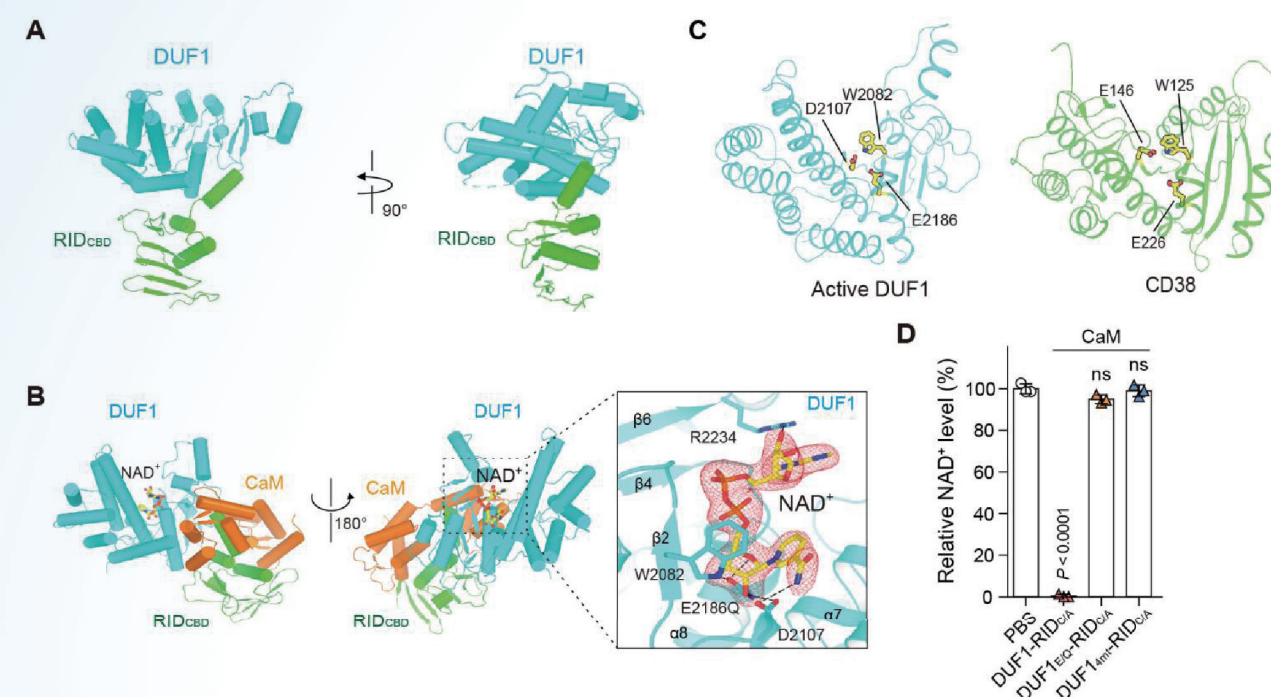 A
DUF1
DUF1
RIDCBD
90°
RIDCBD
B
DUF1
NAD⁺
CaM
RIDCBD
180°
DUF1
NAD⁺
CaM
RIDCBD
DUF1
β6
R2234
β4
NAD⁺
β2
W2082
E2186Q
α8
D2107
α7
C
W2082
D2107
E2186
Active DUF1
E146
W125
E226
CD38
D
CaM
ns
ns
Relative NAD⁺ level (%)
100
80
60
40
20
0
P < 0.0001
PBS
DUF1-RIDC/A
DUF1E/Q-RIDC/A
DUF14mt-RIDC/A